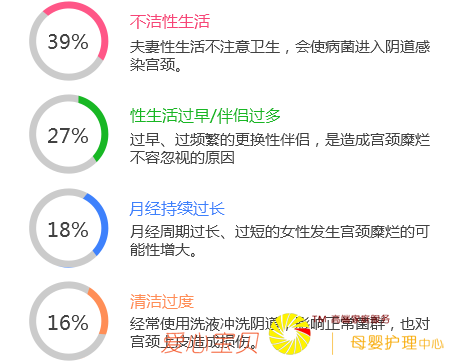 39%
不洁性生活
夫妻性生活不注意卫生，会使病菌进入阴道感
染宫颈。
27%
性生活过早/伴侣过多
过早、过频繁的更换性伴侣，是造成宫颈糜烂
不容忽视的原因
18%
月经持续过长
月经周期过长、过短的女性发生宫颈糜烂的可
能性增大。
16%
清洁过度
经常使用洗液冲洗阴道，影响正常菌群，也对
宫颈上皮造成损伤。
爱心宝贝
TM
母婴护理中心